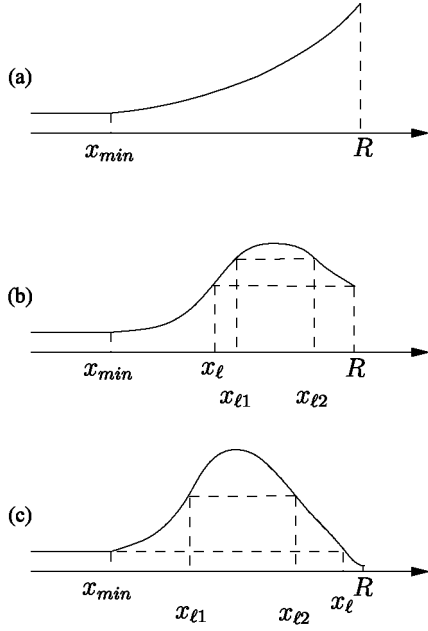 (a)
x_min R
(b)
x_min x_ℓ R
x_ℓ1 x_ℓ2
(c)
x_min x_ℓ R
x_ℓ1 x_ℓ2